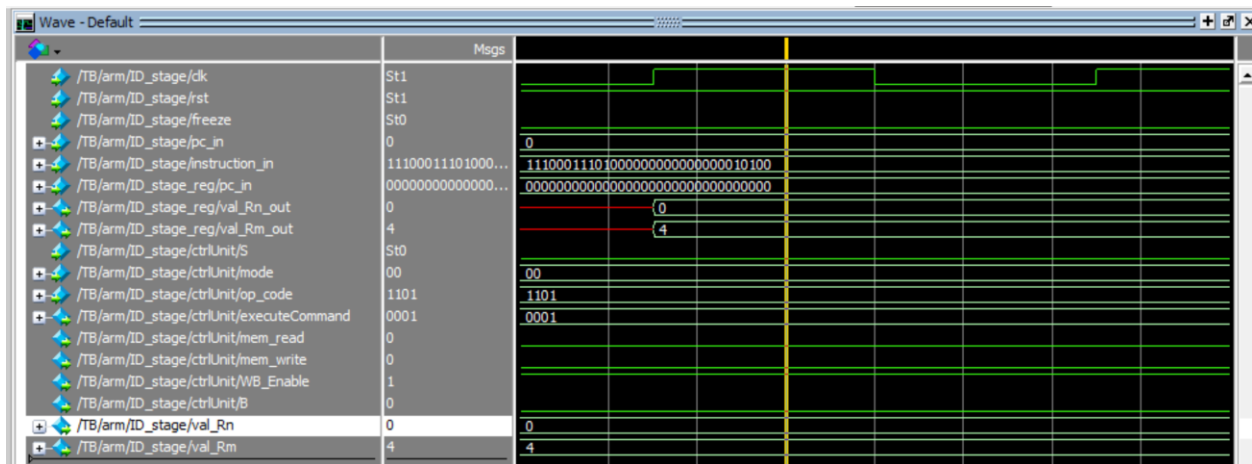 Wave - Default
Msgs
/TB/arm/ID_stage/clk St1
/TB/arm/ID_stage/rst St1
/TB/arm/ID_stage/freeze St0
/TB/arm/ID_stage/pc_in 0 0
/TB/arm/ID_stage/instruction_in 11100011101000... 11100011101000000000000000010100
/TB/arm/ID_stage_reg/pc_in 00000000000000... 00000000000000000000000000000000
/TB/arm/ID_stage_reg/val_Rn_out 0 0
/TB/arm/ID_stage_reg/val_Rm_out 4 4
/TB/arm/ID_stage/ctrlUnit/S St0
/TB/arm/ID_stage/ctrlUnit/mode 00 00
/TB/arm/ID_stage/ctrlUnit/op_code 1101 1101
/TB/arm/ID_stage/ctrlUnit/executeCommand 0001 0001
/TB/arm/ID_stage/ctrlUnit/mem_read 0
/TB/arm/ID_stage/ctrlUnit/mem_write 0
/TB/arm/ID_stage/ctrlUnit/WB_Enable 1
/TB/arm/ID_stage/ctrlUnit/B 0
/TB/arm/ID_stage/val_Rn 0 0
/TB/arm/ID_stage/val_Rm 4 4